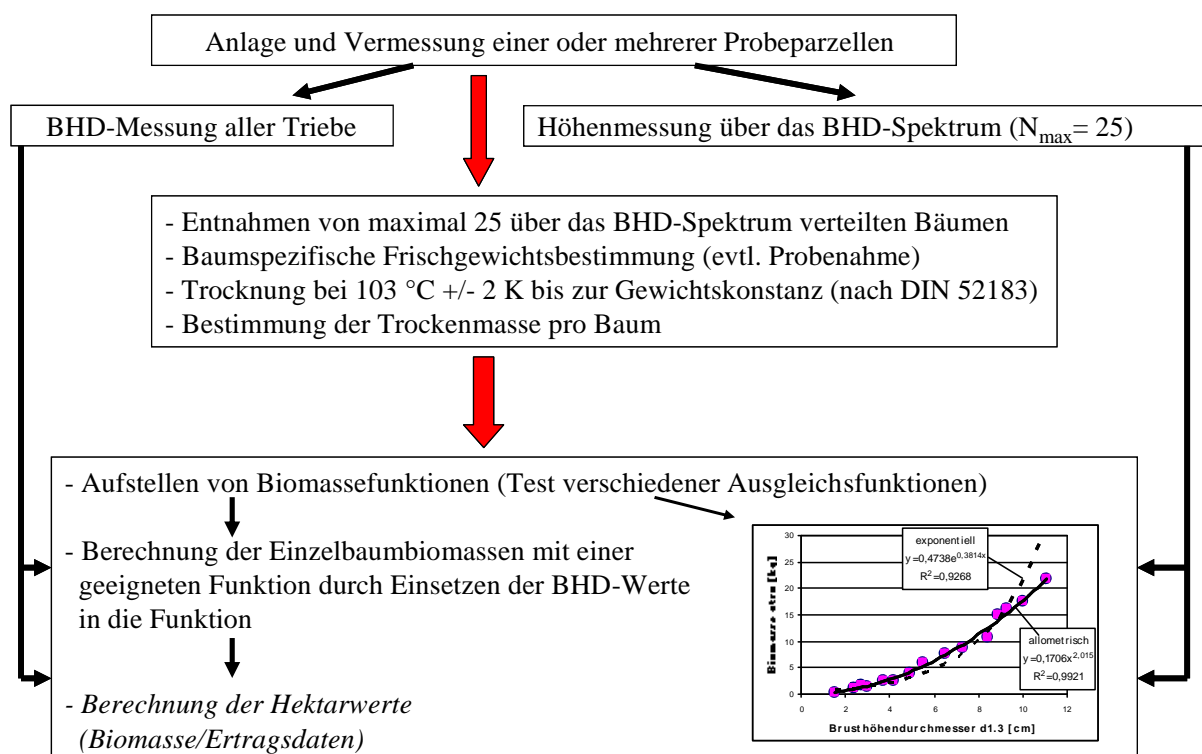 Anlage und Vermessung einer oder mehrerer Probeparzellen
BHD-Messung aller Triebe
Höhenmessung über das BHD-Spektrum (Nmax= 25)
- Entnahmen von maximal 25 über das BHD-Spektrum verteilten Bäumen
- Baumspezifische Frischgewichtsbestimmung (evtl. Probenahme)
- Trocknung bei 103 °C +/- 2 K bis zur Gewichtskonstanz (nach DIN 52183)
- Bestimmung der Trockenmasse pro Baum
- Aufstellen von Biomassefunktionen (Test verschiedener Ausgleichsfunktionen)
- Berechnung der Einzelbaumbiomassen mit einer
geeigneten Funktion durch Einsetzen der BHD-Werte
in die Funktion
- Berechnung der Hektarwerte
(Biomasse/Ertragsdaten)
30
25
20
15
10
5
0
exponentiell
y=0,4738e^0,3814x
R²=0,9268
allometrisch
y=0,1706x^2,015
R²=0,9921
0 2 4 6 8 10 12
Brusthöhendurchmesser d1.3 [cm]